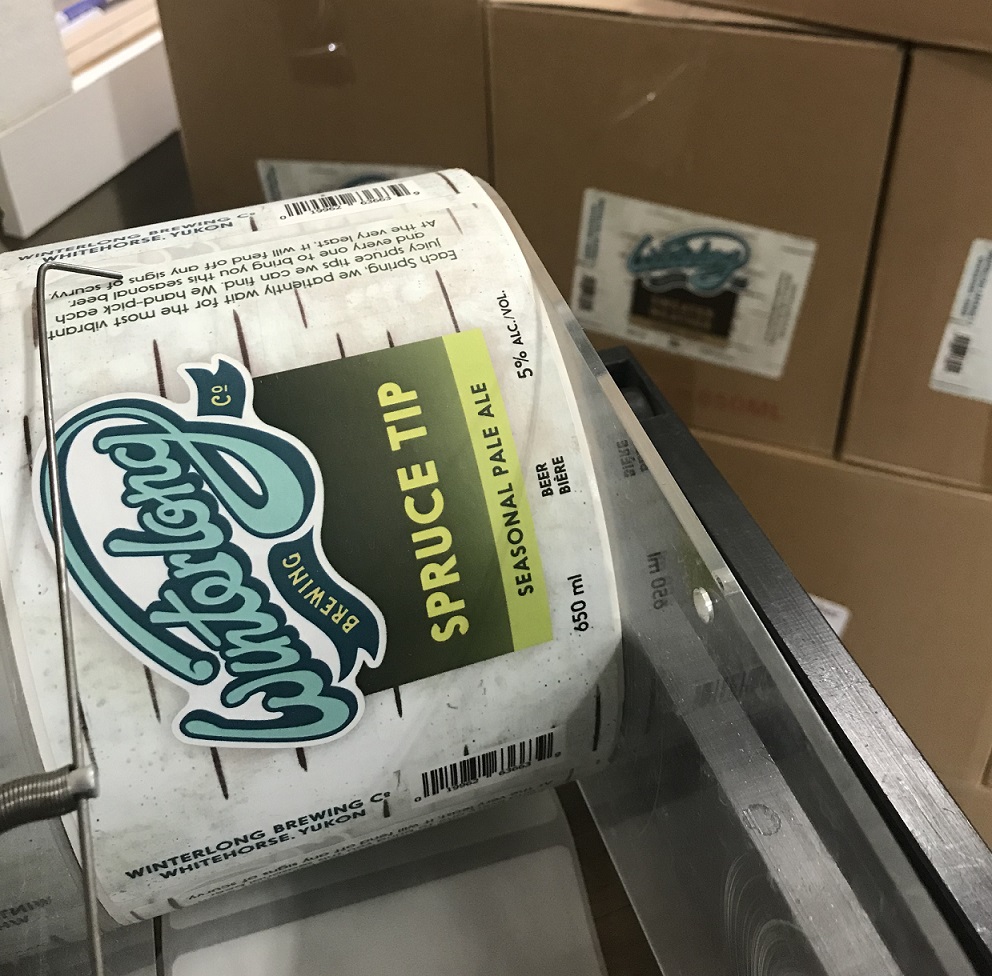 WINTERLONG BREWING Cº
WHITEHORSE, YUKON
Each Spring, we patiently wait for the most vibrant
juicy spruce tips we can find. We hand-pick each
and every one to bring you this seasonal beer.
At the very least, it will fend off any signs of scurvy.
Winterlong
BREWING
Cº
SPRUCE TIP
SEASONAL PALE ALE
650 ml
BEER
BIÈRE
5% ALC./VOL.
WINTERLONG BREWING Cº
WHITEHORSE, YUKON
Winterlong